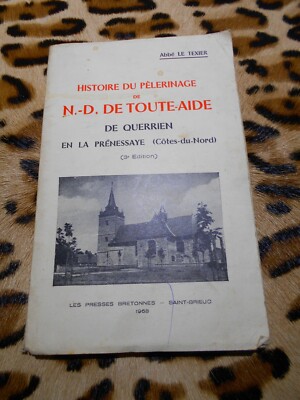 Abbé LE TEXIER
HISTOIRE DU PÈLERINAGE
DE
N.-D. DE TOUTE-AIDE
DE QUERRIEN
EN LA PRÉNESSAYE (Côtes-du-Nord)
(3e Edition)
LES PRESSES BRETONNES - SAINT-BRIEUC
1958